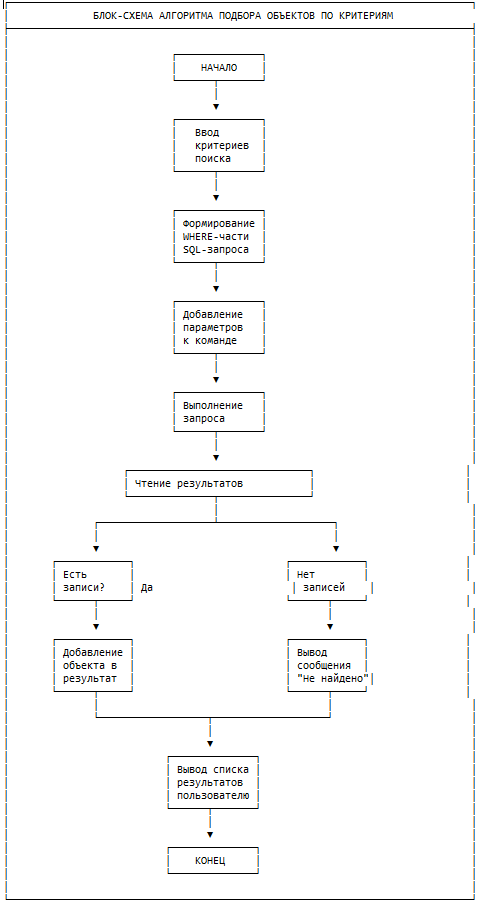 БЛОК-СХЕМА АЛГОРИТМА ПОДБОРА ОБЪЕКТОВ ПО КРИТЕРИЯМ
НАЧАЛО
Ввод
критериев
поиска
Формирование
WHERE-части
SQL-запроса
Добавление
параметров
к команде
Выполнение
запроса
Чтение результатов
Есть
записи?
Да
Нет
записей
Добавление
объекта в
результат
Вывод
сообщения
"Не найдено"
Вывод списка
результатов
пользователю
КОНЕЦ